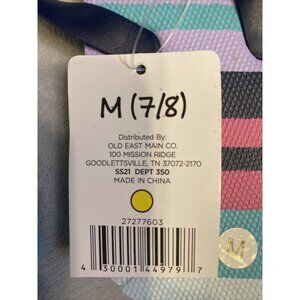 M (7/8)
Distributed By:
OLD EAST MAIN CO.
100 MISSION RIDGE
GOODLETTSVILLE, TN 37072-2170
SS21 DEPT 350
MADE IN CHINA
27277603
4 30001 44979 7
M